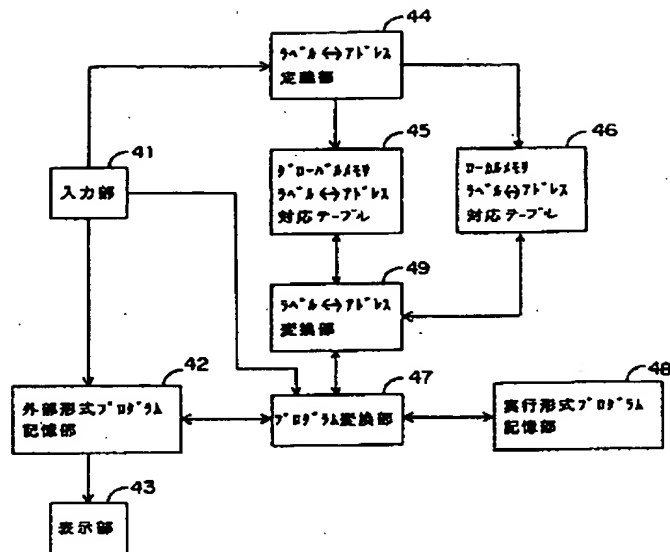 44
ラベル↔アドレス
定義部
45
グローバルメモリ
ラベル↔アドレス
対応テーブル
46
ローカルメモリ
ラベル↔アドレス
対応テーブル
41
入力部
49
ラベル↔アドレス
変換部
42
外部形式プログラム
記憶部
47
プログラム変換部
48
実行形式プログラム
記憶部
43
表示部